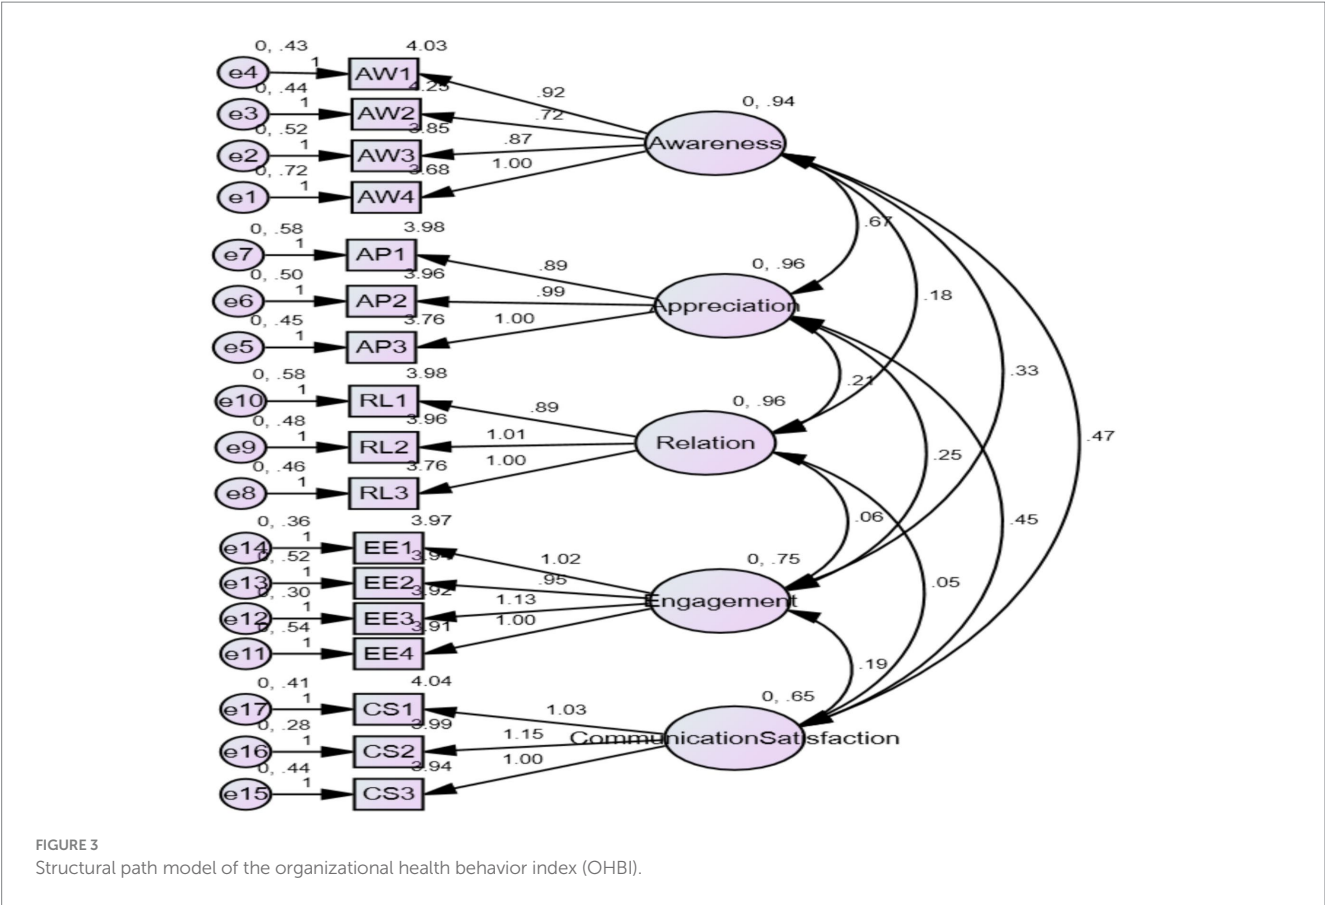 0, .43
4.03
e4
1
AW1
.92
0, .44
4.25
e3
1
AW2
.72
0, .94
Awareness
0, .52
3.85
e2
1
AW3
.87
0, .72
3.68
e1
1
AW4
1.00
0, .58
3.98
e7
1
AP1
.89
.67
0, .50
3.96
e6
1
AP2
.99
0, .96
Appreciation
.18
0, .45
3.76
e5
1
AP3
1.00
0, .58
3.98
e10
1
RL1
.89
.21
.33
0, .48
3.96
e9
1
RL2
1.01
0, .96
Relation
.47
0, .46
3.76
e8
1
RL3
1.00
.25
0, .36
3.97
e14
1
EE1
1.02
.06
.45
.52
e13
1
EE2
.95
0, .75
Engagement
0, .30
3.92
e12
1
EE3
1.13
.05
.54
3.91
e11
1
EE4
1.00
.19
0, .41
4.04
e17
1
CS1
1.03
0, .28
3.99
e16
1
CS2
1.15
0, .65
CommunicationSatisfaction
0, .44
3.94
e15
1
CS3
1.00
FIGURE 3
Structural path model of the organizational health behavior index (OHBI).